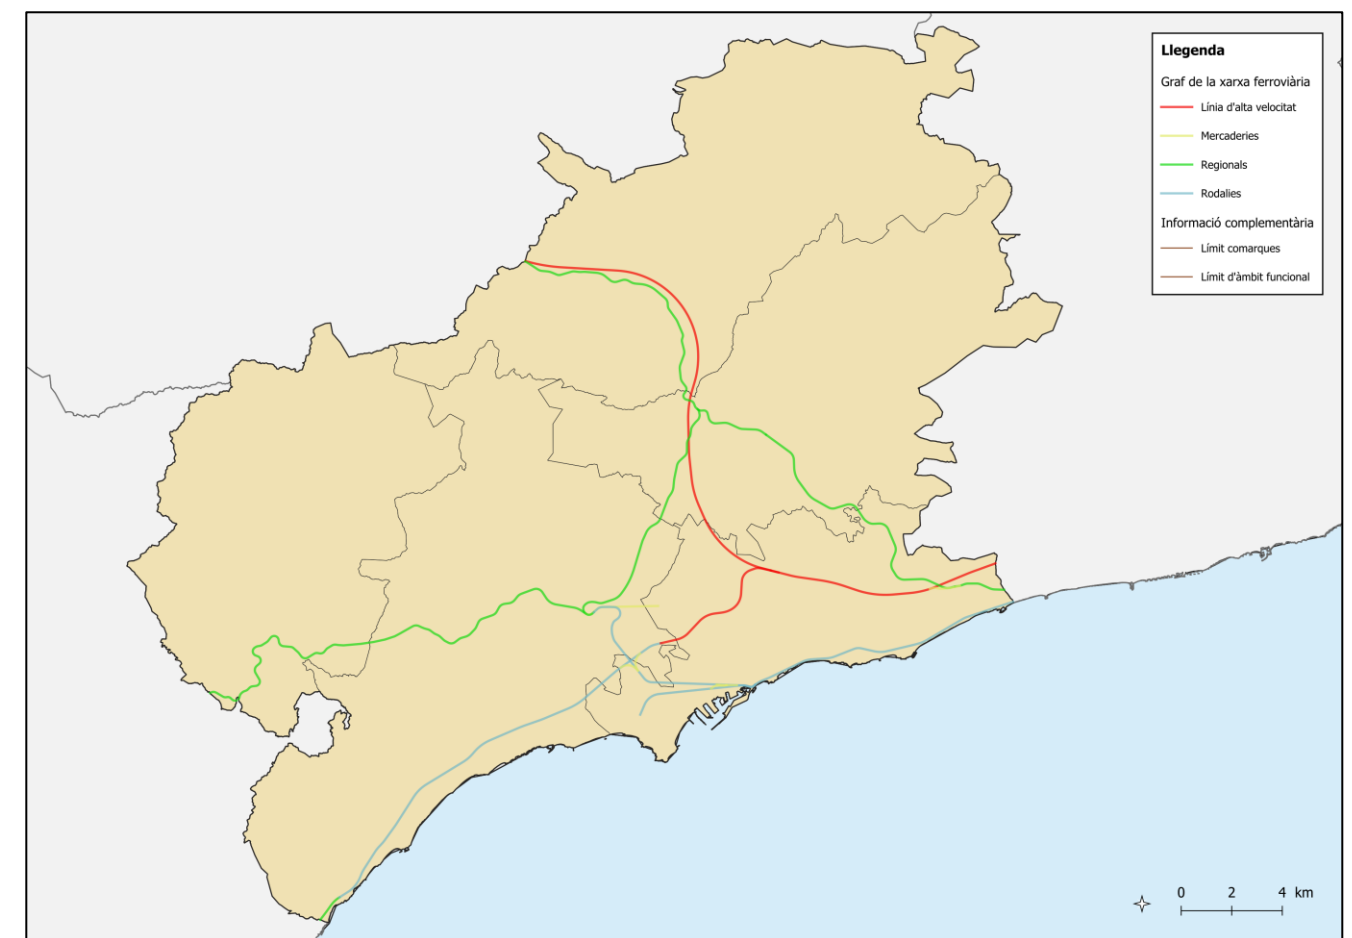 Llegenda
Graf de la xarxa ferroviària
Línia d'alta velocitat
Mercaderies
Regionals
Rodalies
Informació complementària
Límit comarques
Límit d'àmbit funcional
0 2 4 km